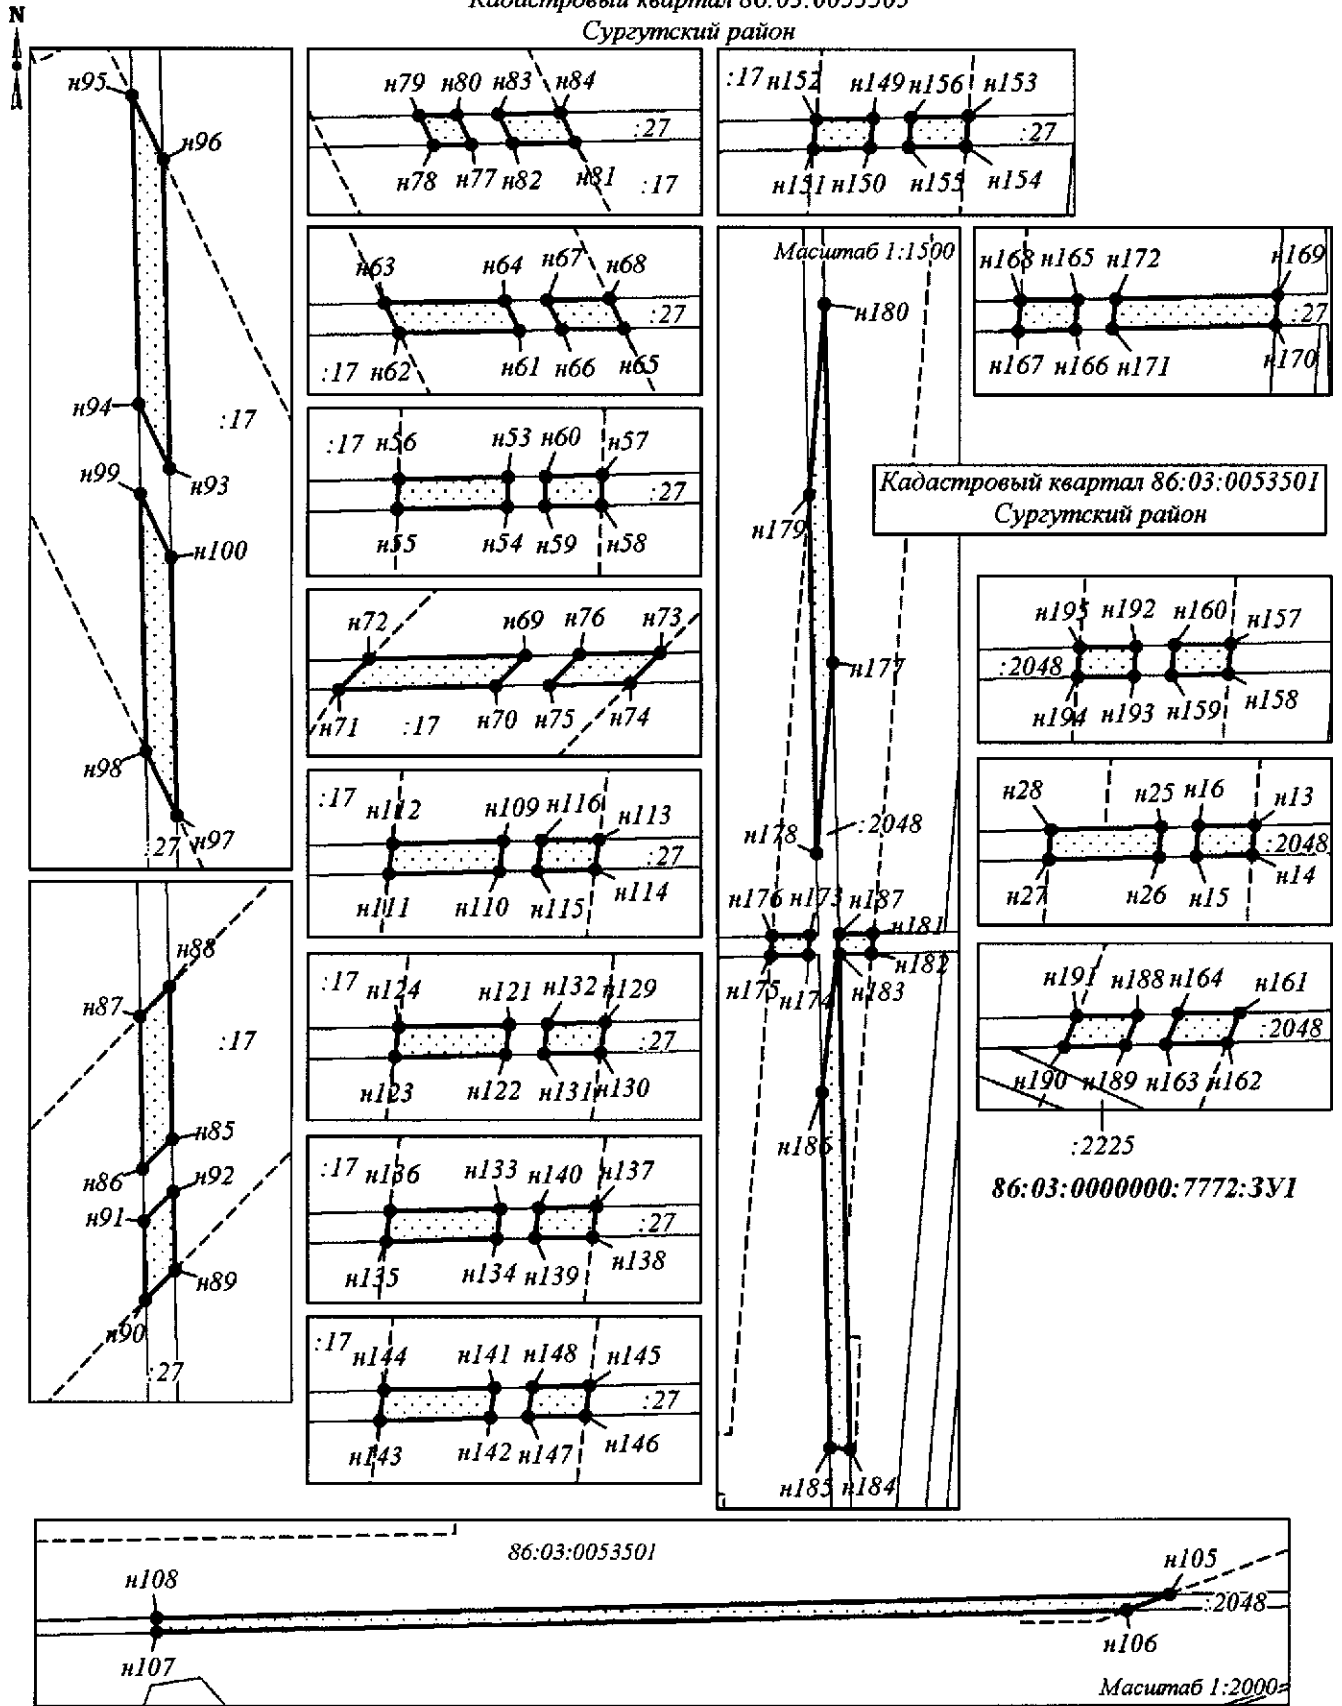 Кадастровый квартал 86:03:0053503
Сургутский район
N
н95
н96
н94
:17
н99
н93
н100
н98
:27
н97
н88
н87
:17
н85
н86
н92
н91
н89
н90
:27
н79 н80 н83 н84
:27
н78 н77 н82 н81 :17
н63 н64 н67 н68
:27
:17 н62 н61 н66 н65
:17 н56 н53 н60 н57
:27
н55 н54 н59 н58
н72 н69 н76 н73
н71 :17 н70 н75 н74
:17 н112 н109 н116 н113
:27
н111 н110 н115 н114
:17 н124 н121 н132 н129
:27
н123 н122 н131 н130
:17 н136 н133 н140 н137
:27
н135 н134 н139 н138
:17 н144 н141 н148 н145
:27
н143 н142 н147 н146
:17 н152 н149 н156 н153
:27
н151 н150 н155 н154
Масштаб 1:1500
н180
н179
н177
н178
:2048
н176 н173 н187 н181
н182
н175 н174 н183
н186
н185 н184
н168 н165 н172 н169
:27
н167 н166 н171 н170
Кадастровый квартал 86:03:0053501
Сургутский район
н195 н192 н160 н157
:2048
н194 н193 н159 н158
н28 н25 н16 н13
:2048
н27 н26 н15 н14
н191 н188 н164 н161
:2048
н190 н189 н163 н162
:2225
86:03:0000000:7772:ЗУ1
86:03:0053501
н105
н108
:2048
н106
н107
Масштаб 1:2000